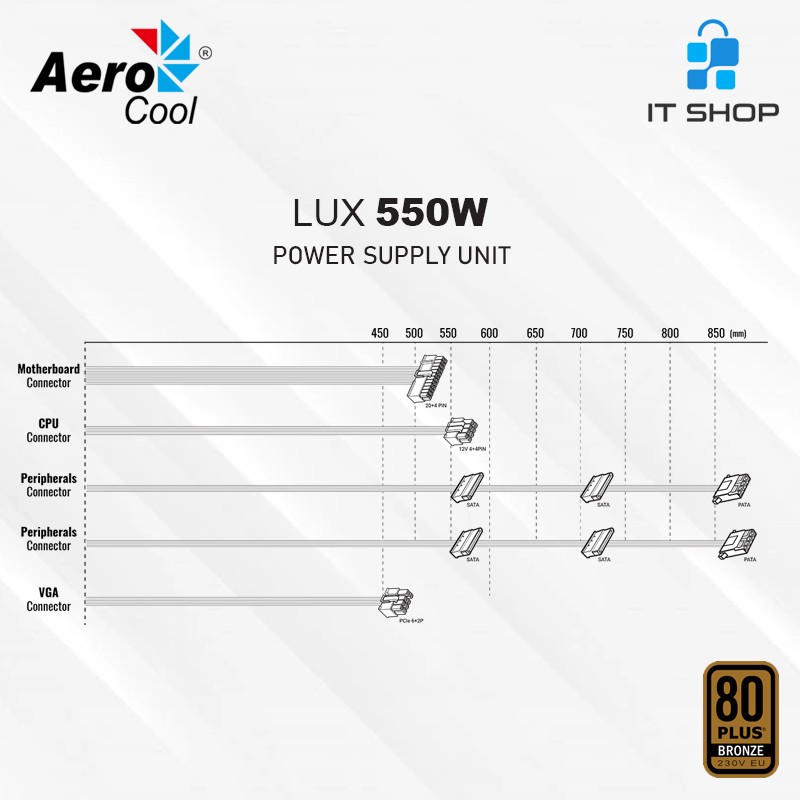 Aero
Cool
®
IT SHOP
LUX 550W
POWER SUPPLY UNIT
450 500 550 600 650 700 750 800 850 (mm)
Motherboard
Connector
20+4 PIN
CPU
Connector
12V 4+4PIN
Peripherals
Connector
SATA SATA PATA
Peripherals
Connector
SATA SATA PATA
VGA
Connector
PCIe 6+2P
80
PLUS®
BRONZE
230V EU